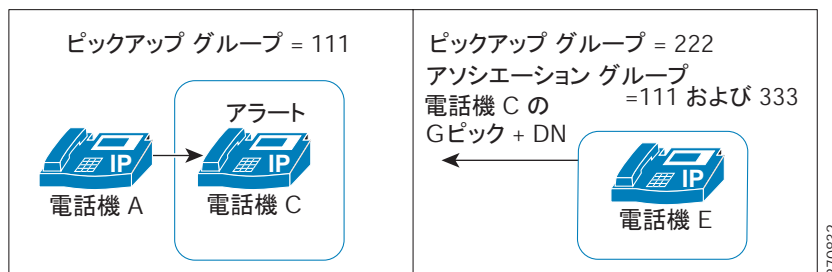 ピックアップ グループ = 111
アラート
IP
IP
電話機 A
電話機 C
ピックアップ グループ = 222
アソシエーション グループ
=111 および 333
電話機 C の
Gピック + DN
IP
電話機 E